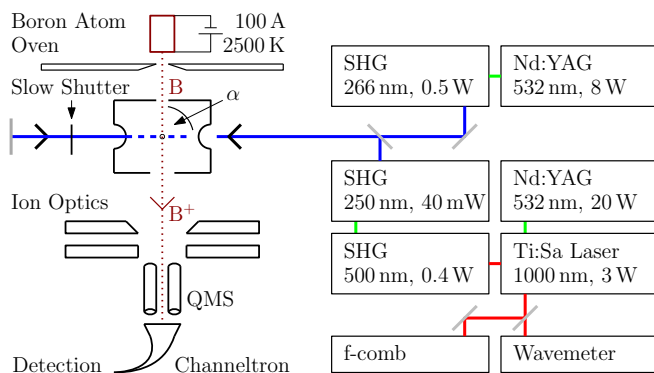 Boron Atom
Oven
100 A
2500 K
Slow Shutter
B
α
B⁺
Ion Optics
QMS
Detection
Channeltron
SHG
266 nm, 0.5 W
Nd:YAG
532 nm, 8 W
SHG
250 nm, 40 mW
Nd:YAG
532 nm, 20 W
SHG
500 nm, 0.4 W
Ti:Sa Laser
1000 nm, 3 W
f-comb
Wavemeter